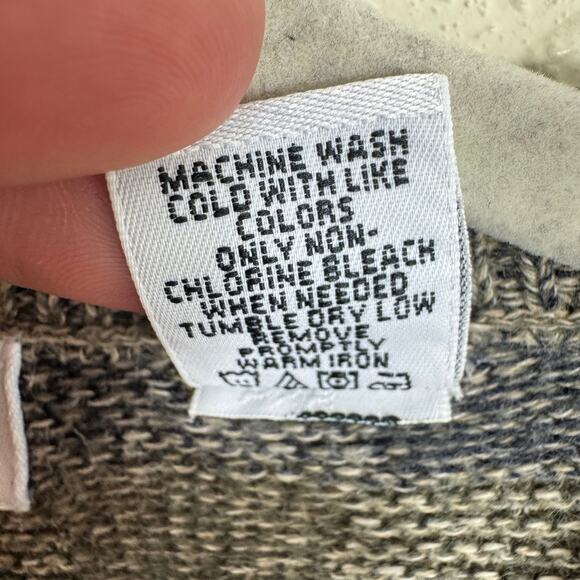 MACHINE WASH
COLD WITH LIKE
COLORS
ONLY NON-
CHLORINE BLEACH
WHEN NEEDED
TUMBLE DRY LOW
REMOVE
PROMPTLY
WARM IRON